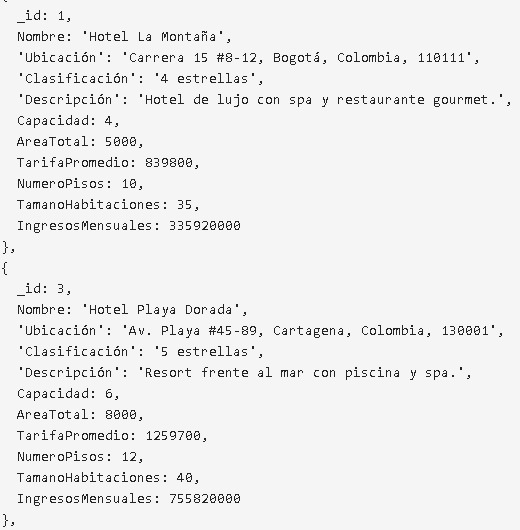 {
  _id: 1,
  Nombre: 'Hotel La Montaña',
  'Ubicación': 'Carrera 15 #8-12, Bogotá, Colombia, 110111',
  'Clasificación': '4 estrellas',
  'Descripción': 'Hotel de lujo con spa y restaurante gourmet.',
  Capacidad: 4,
  AreaTotal: 5000,
  TarifaPromedio: 839800,
  NumeroPisos: 10,
  TamanoHabitaciones: 35,
  IngresosMensuales: 335920000
},
{
  _id: 3,
  Nombre: 'Hotel Playa Dorada',
  'Ubicación': 'Av. Playa #45-89, Cartagena, Colombia, 130001',
  'Clasificación': '5 estrellas',
  'Descripción': 'Resort frente al mar con piscina y spa.',
  Capacidad: 6,
  AreaTotal: 8000,
  TarifaPromedio: 1259700,
  NumeroPisos: 12,
  TamanoHabitaciones: 40,
  IngresosMensuales: 755820000
},